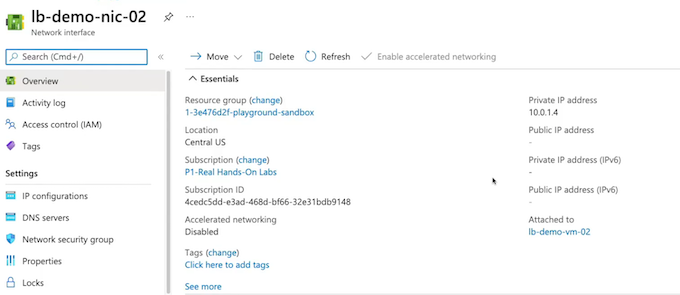 lb-demo-nic-02
Network interface
Search (Cmd+/)
Overview
Activity log
Access control (IAM)
Tags
Settings
IP configurations
DNS servers
Network security group
Properties
Locks
Move
Delete
Refresh
Enable accelerated networking
Essentials
Resource group (change)
1-3e476d2f-playground-sandbox
Location
Central US
Subscription (change)
P1-Real Hands-On Labs
Subscription ID
4cedc5dd-e3ad-468d-bf66-32e31bdb9148
Accelerated networking
Disabled
Tags (change)
Click here to add tags
See more
Private IP address
10.0.1.4
Public IP address
-
Private IP address (IPv6)
-
Public IP address (IPv6)
-
Attached to
lb-demo-vm-02